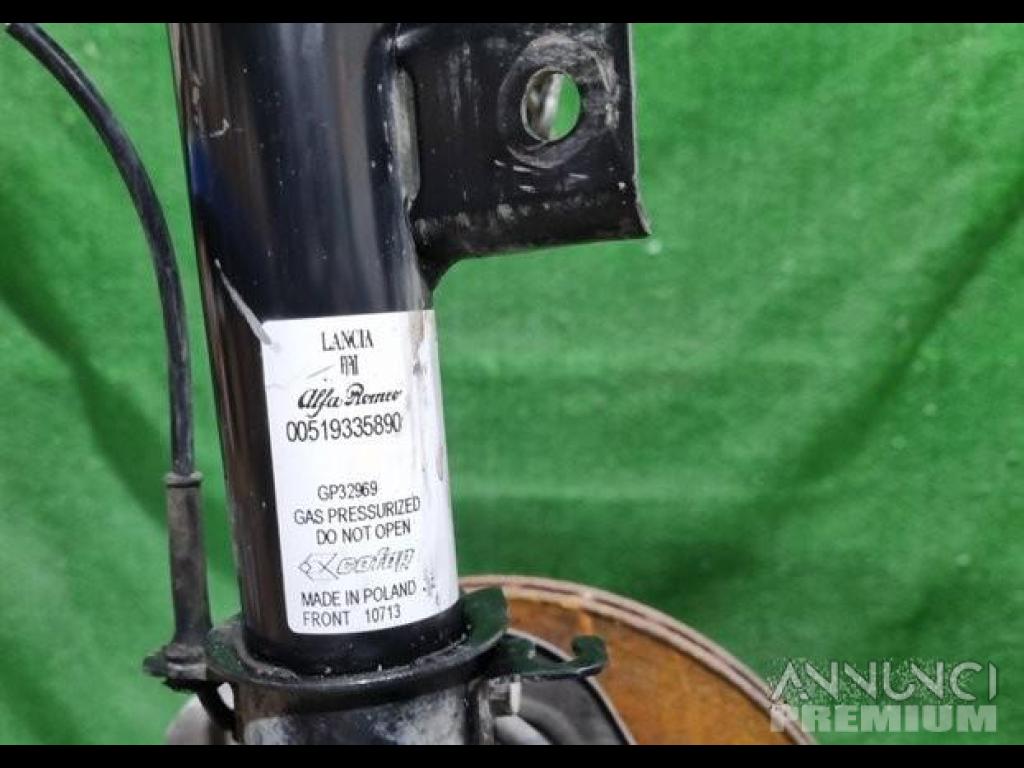 LANCIA
FIAT
Alfa Romeo
00519335890
GP32969
GAS PRESSURIZED
DO NOT OPEN
MADE IN POLAND
FRONT 10713
ANNUNCI
PREMIUM